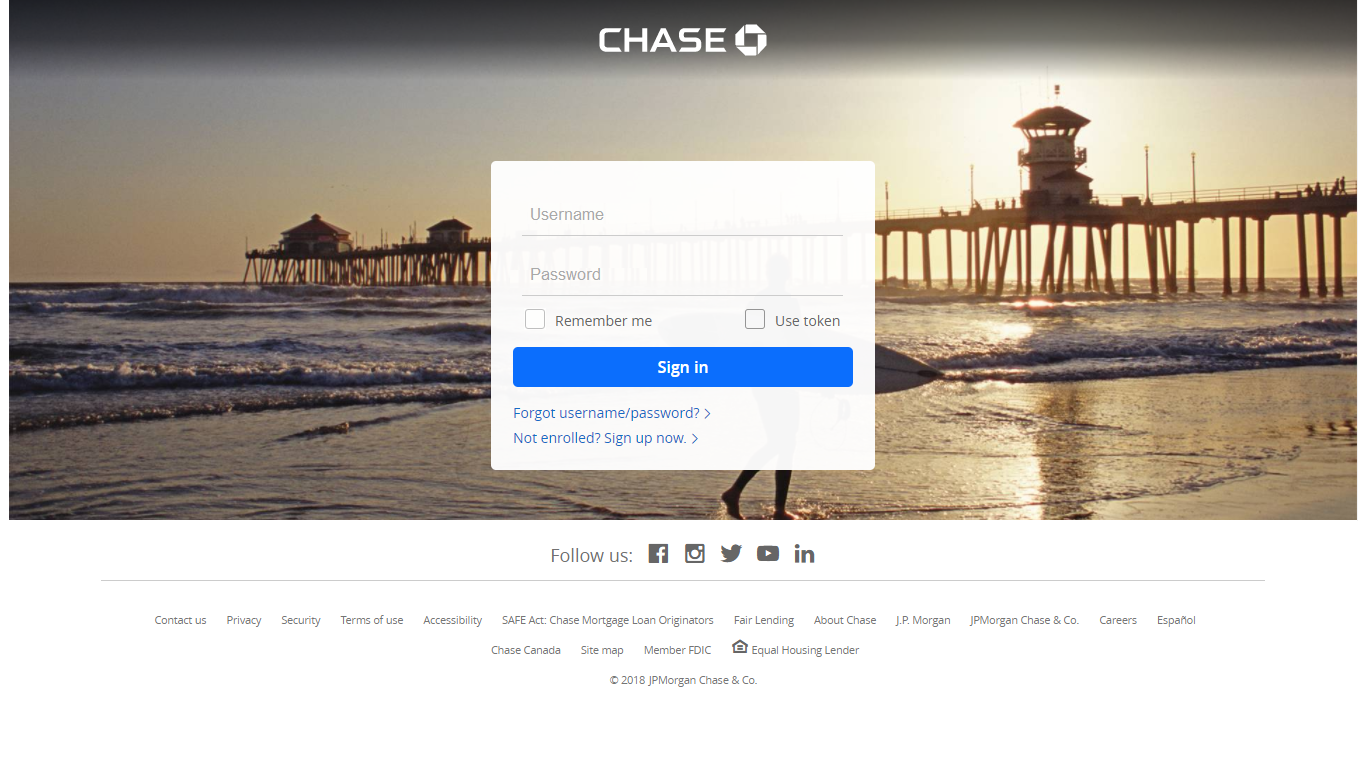 CHASE
Username
Password
Remember me Use token
Sign in
Forgot username/password?
Not enrolled? Sign up now.
Follow us:
Contact us Privacy Security Terms of use Accessibility SAFE Act: Chase Mortgage Loan Originators Fair Lending About Chase J.P. Morgan JPMorgan Chase & Co. Careers Español
Chase Canada Site map Member FDIC Equal Housing Lender
© 2018 JPMorgan Chase & Co.